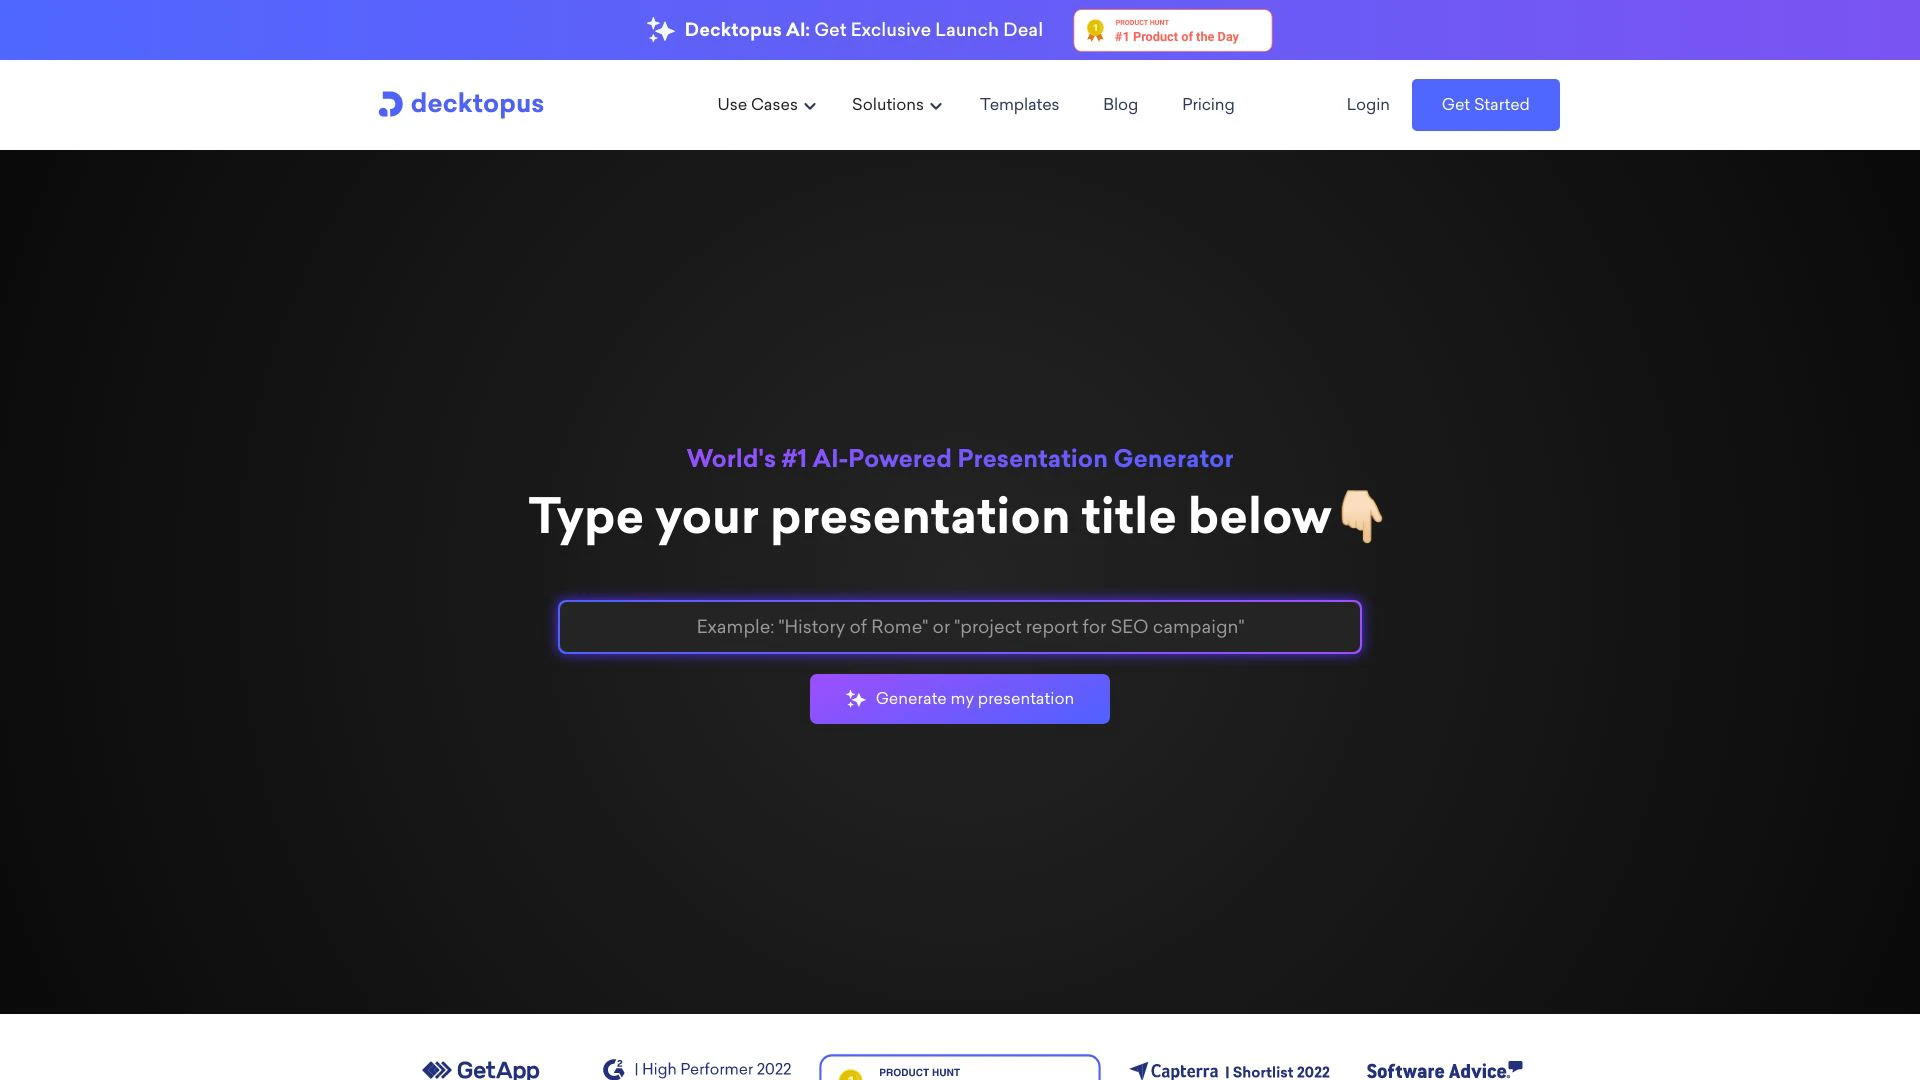 Decktopus AI: Get Exclusive Launch Deal
1
PRODUCT HUNT
#1 Product of the Day
decktopus
Use Cases
Solutions
Templates
Blog
Pricing
Login
Get Started
World's #1 AI-Powered Presentation Generator
Type your presentation title below
Example: "History of Rome" or "project report for SEO campaign"
Generate my presentation
GetApp
G2 | High Performer 2022
1
PRODUCT HUNT
Capterra | Shortlist 2022
Software Advice.